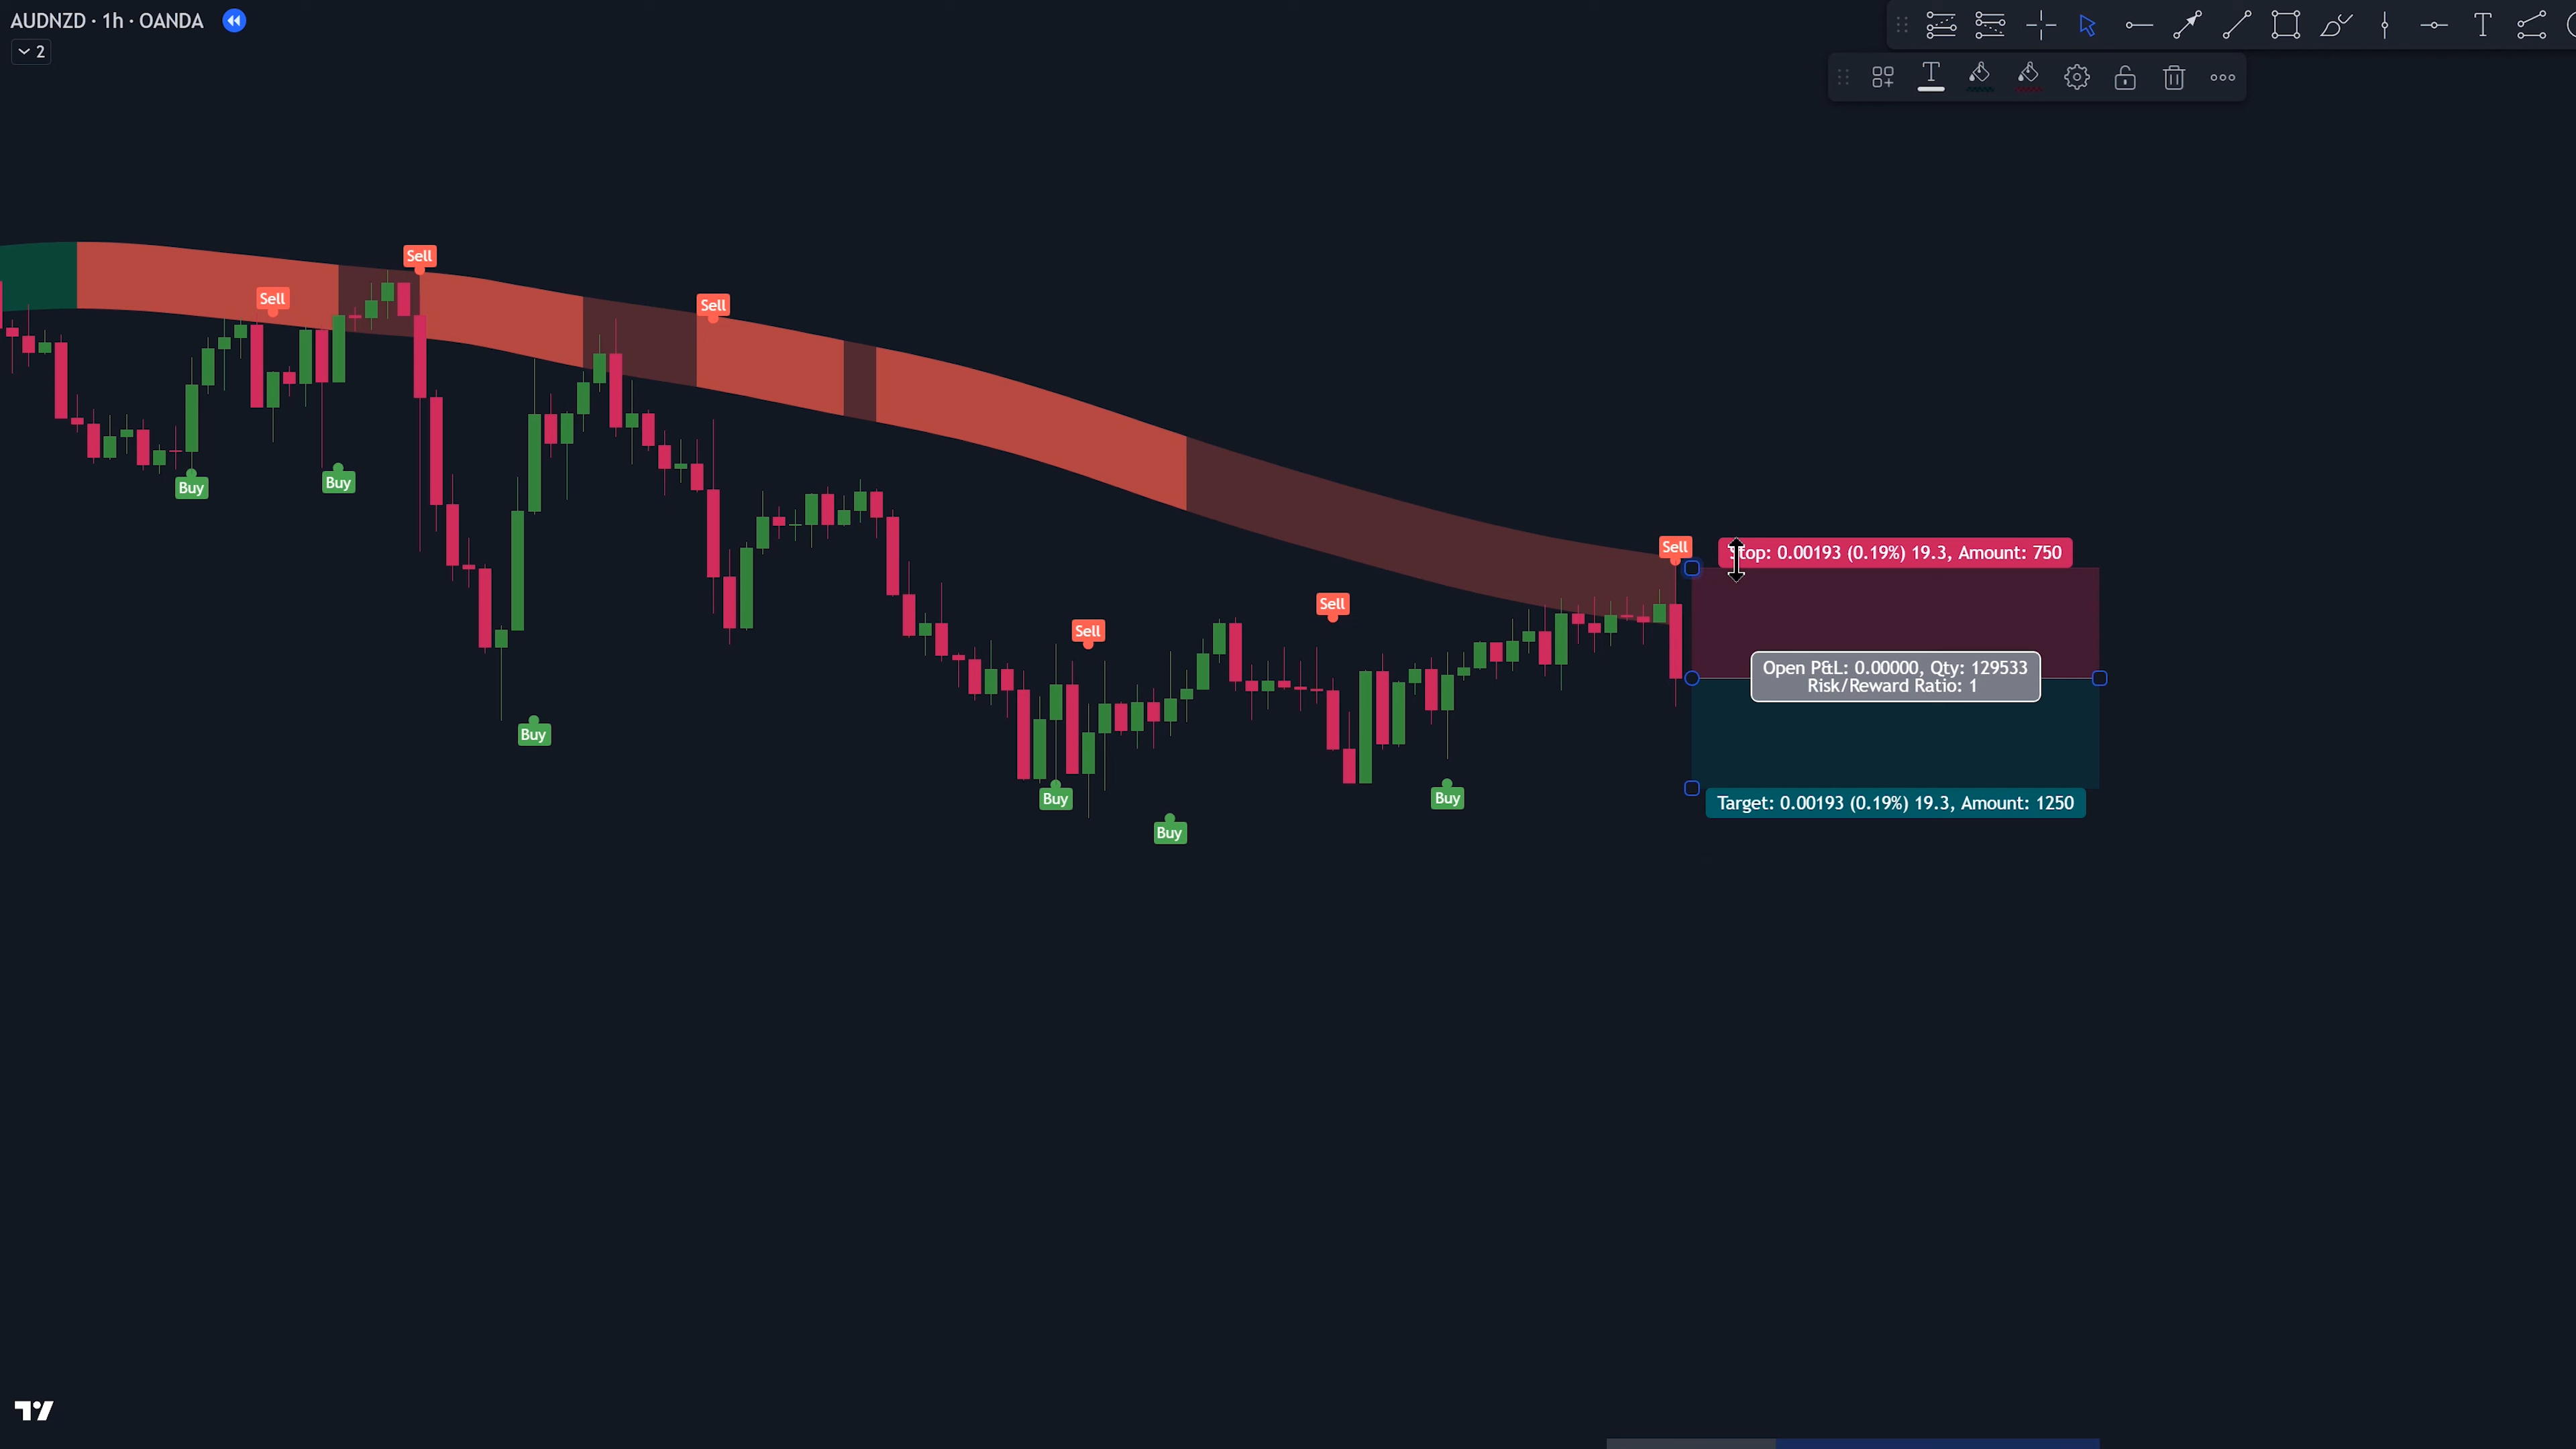 AUDNZD · 1h · OANDA
2
Sell
Sell
Sell
Buy
Buy
Sell
Stop: 0.00193 (0.19%) 19.3, Amount: 750
Sell
Sell
Open P&L: 0.00000, Qty: 129533
Risk/Reward Ratio: 1
Buy
Buy
Buy
Buy
Target: 0.00193 (0.19%) 19.3, Amount: 1250